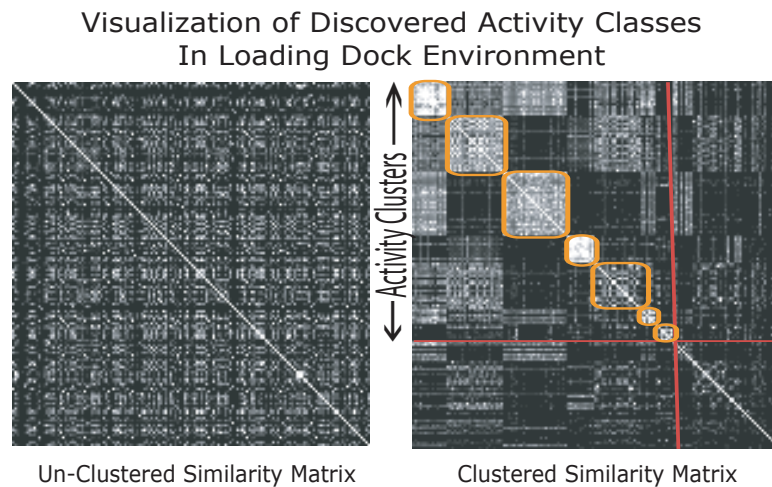 Visualization of Discovered Activity Classes
In Loading Dock Environment
Activity Clusters
Un-Clustered Similarity Matrix
Clustered Similarity Matrix